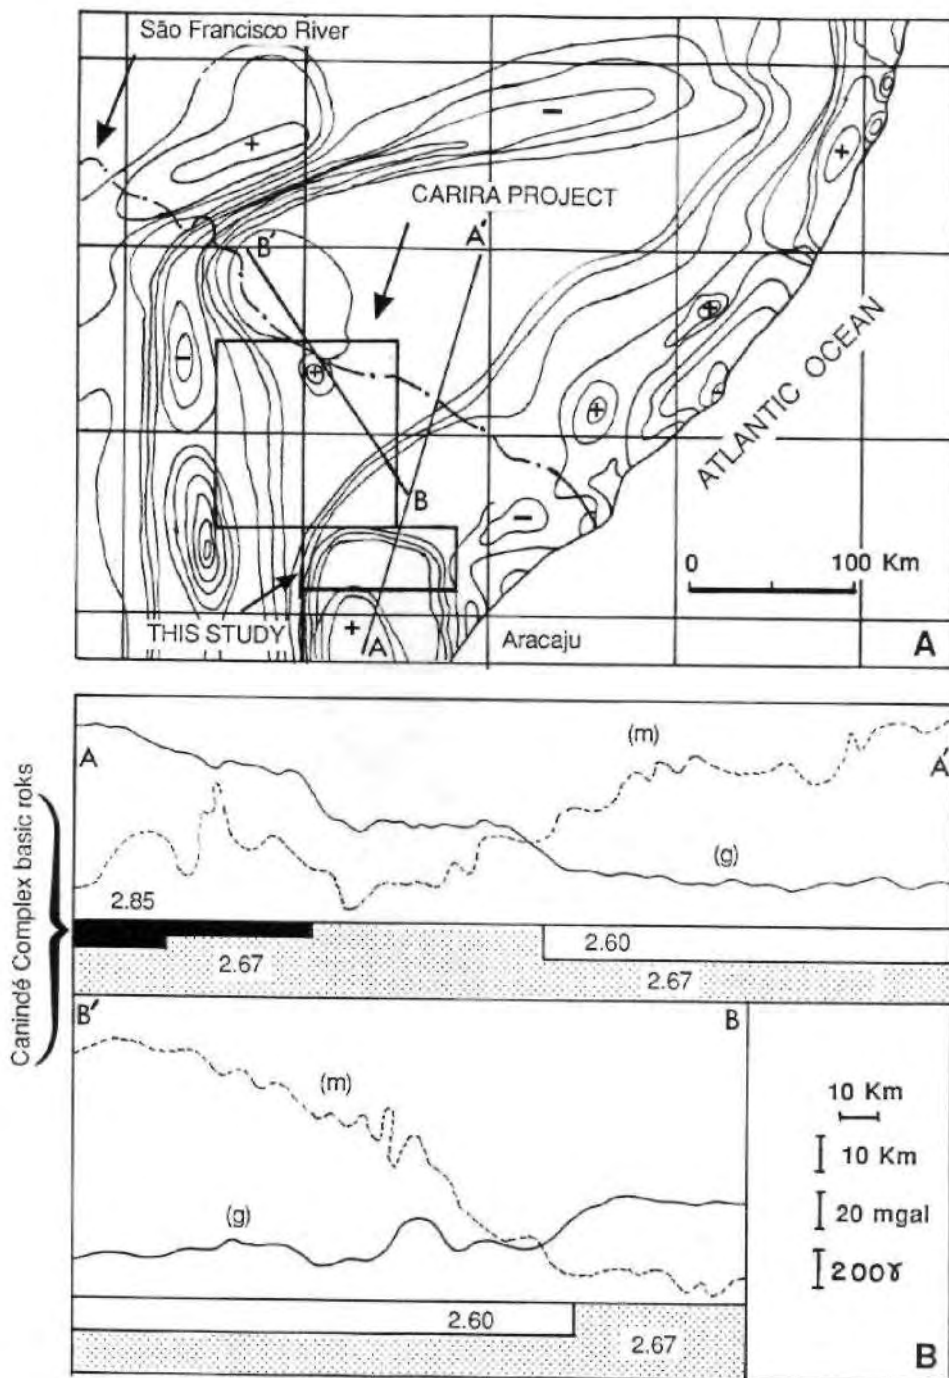 São Francisco River
+
−
+
CARIRA PROJECT
B'
A'
+
−
+
+
ATLANTIC OCEAN
B
−
0 100 Km
THIS STUDY
+
A
Aracaju
A
A
(m)
A'
(g)
Canindé Complex basic roks
2.85
2.67
2.60
2.67
B'
B
(m)
(g)
10 Km
10 Km
20 mgal
200γ
2.60
2.67
B